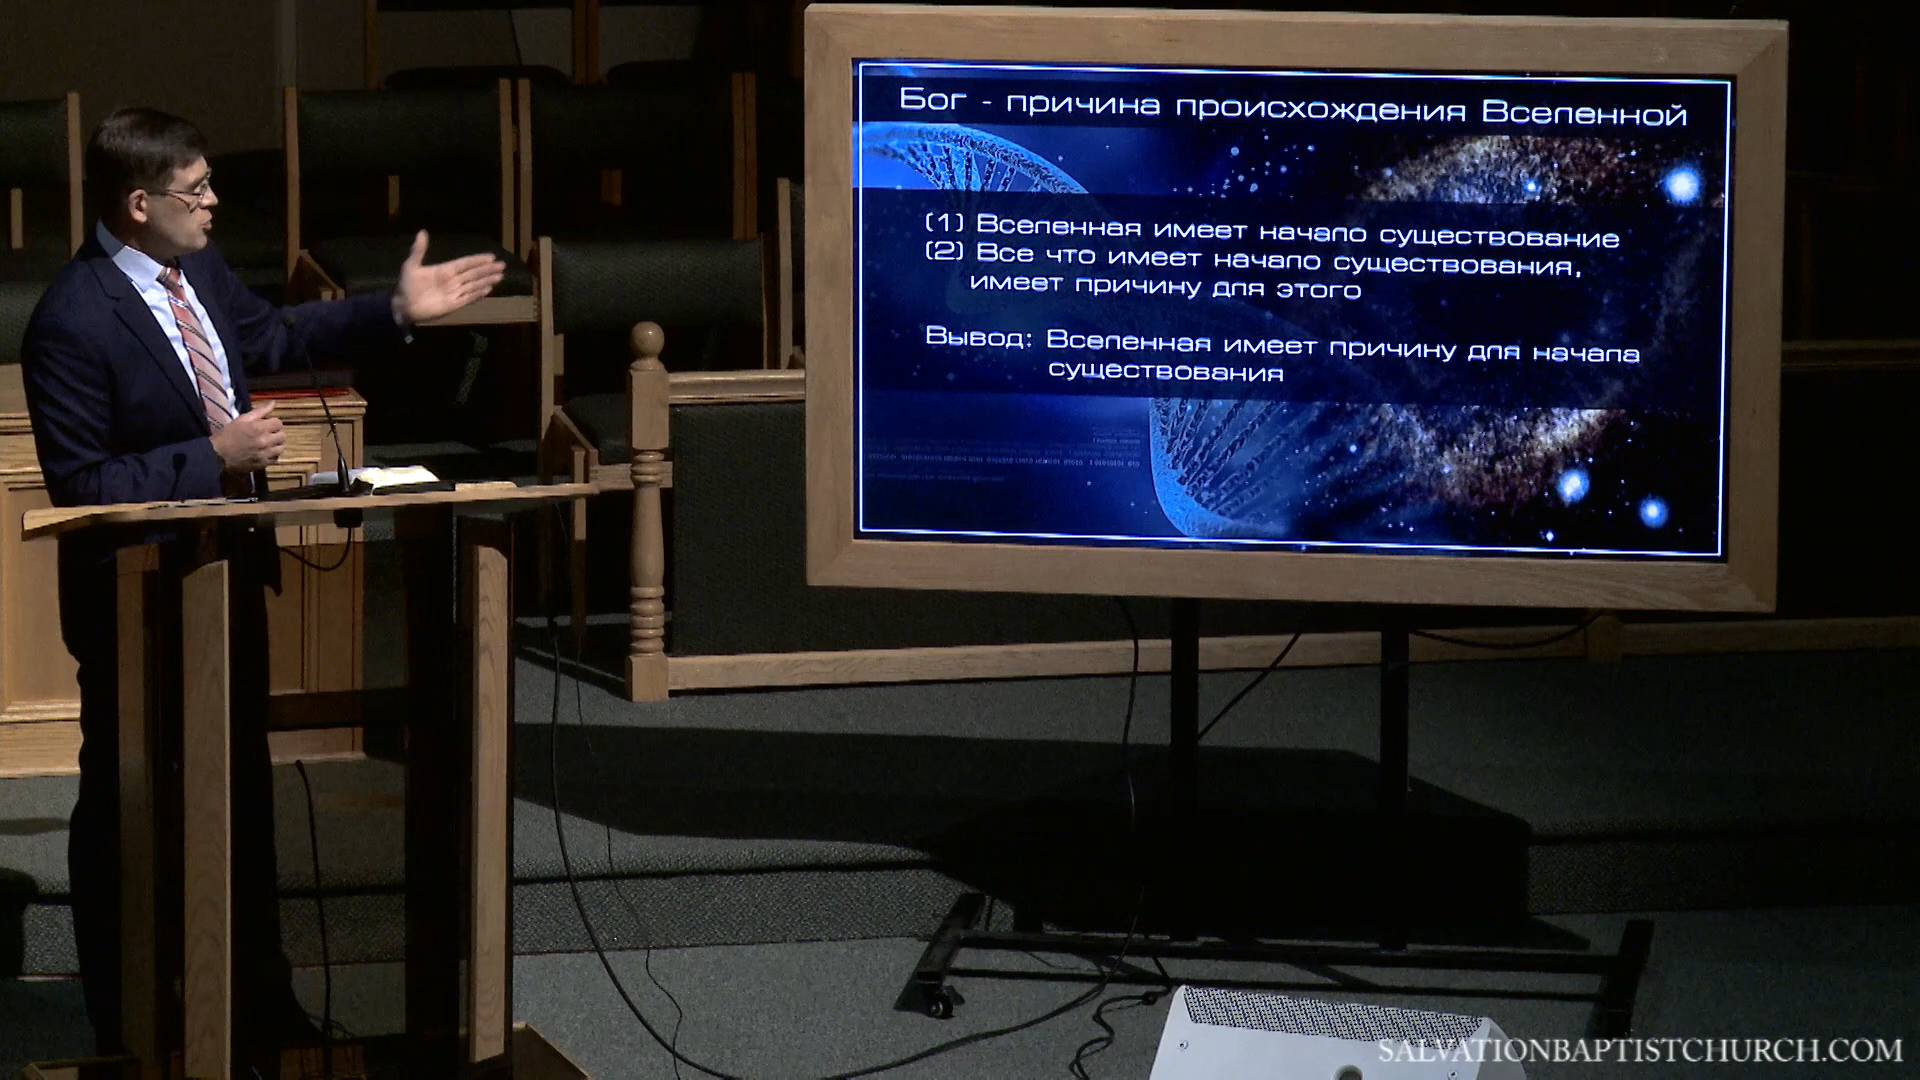 Бог - причина происхождения Вселенной
(1) Вселенная имеет начало существование
(2) Все что имеет начало существования,
имеет причину для этого
Вывод: Вселенная имеет причину для начала
существования
SALVATIONBAPTISTCHURCH.COM